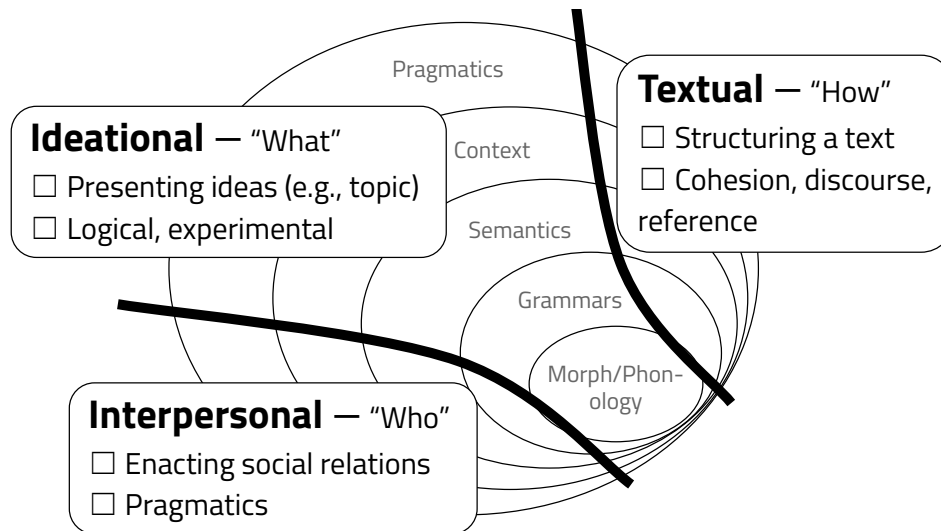 Pragmatics
Textual — “How”
☐ Structuring a text
☐ Cohesion, discourse,
reference
Ideational — “What”
☐ Presenting ideas (e.g., topic)
☐ Logical, experimental
Context
Semantics
Grammars
Morph/Phon-
ology
Interpersonal — “Who”
☐ Enacting social relations
☐ Pragmatics